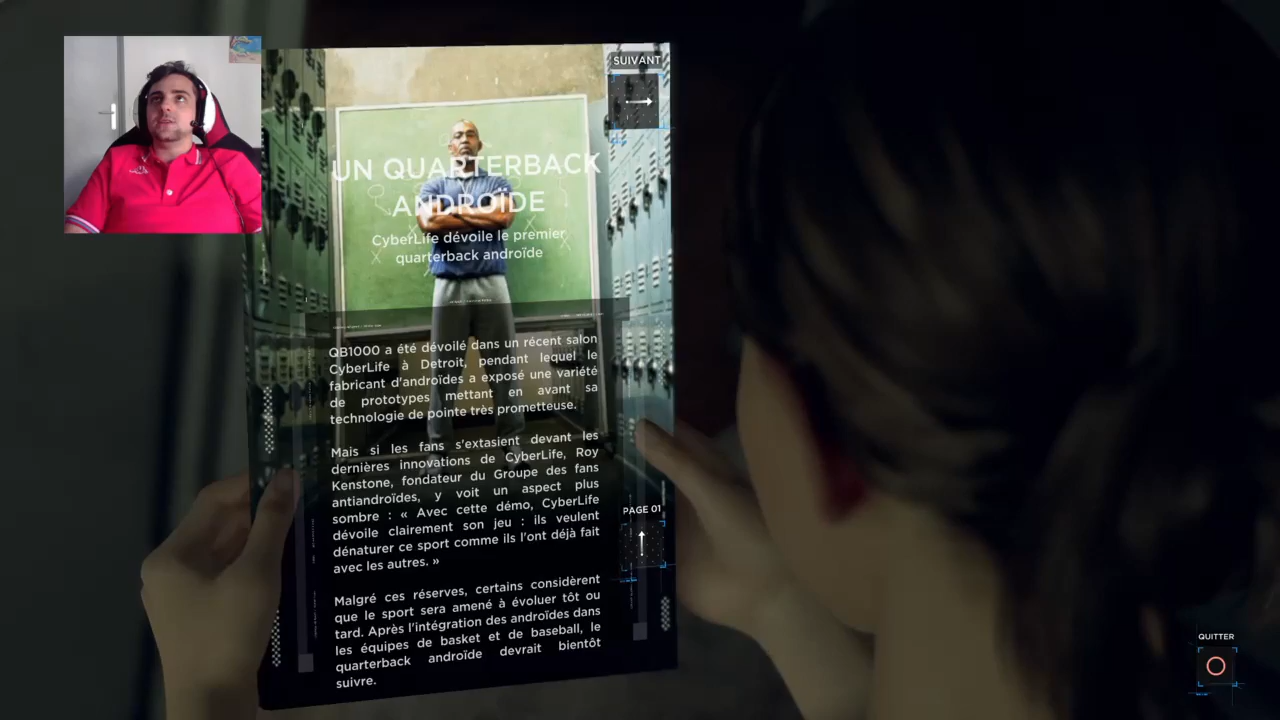 SUIVANT
UN QUARTERBACK
ANDROÏDE
CyberLife dévoile le premier
quarterback androïde
QB1000 a été dévoilé dans un récent salon
CyberLife à Detroit, pendant lequel le
fabricant d'androïdes a exposé une variété
de prototypes mettant en avant sa
technologie de pointe très prometteuse.
Mais si les fans s'extasient devant les
dernières innovations de CyberLife, Roy
Kenstone, fondateur du Groupe des fans
antiandroïdes, y voit un aspect plus
sombre : « Avec cette démo, CyberLife
dévoile clairement son jeu : ils veulent
dénaturer ce sport comme ils l'ont déjà fait
avec les autres. »
PAGE 01
Malgré ces réserves, certains considèrent
que le sport sera amené à évoluer tôt ou
tard. Après l'intégration des androïdes dans
les équipes de basket et de baseball, le
quarterback androïde devrait bientôt
suivre.
QUITTER